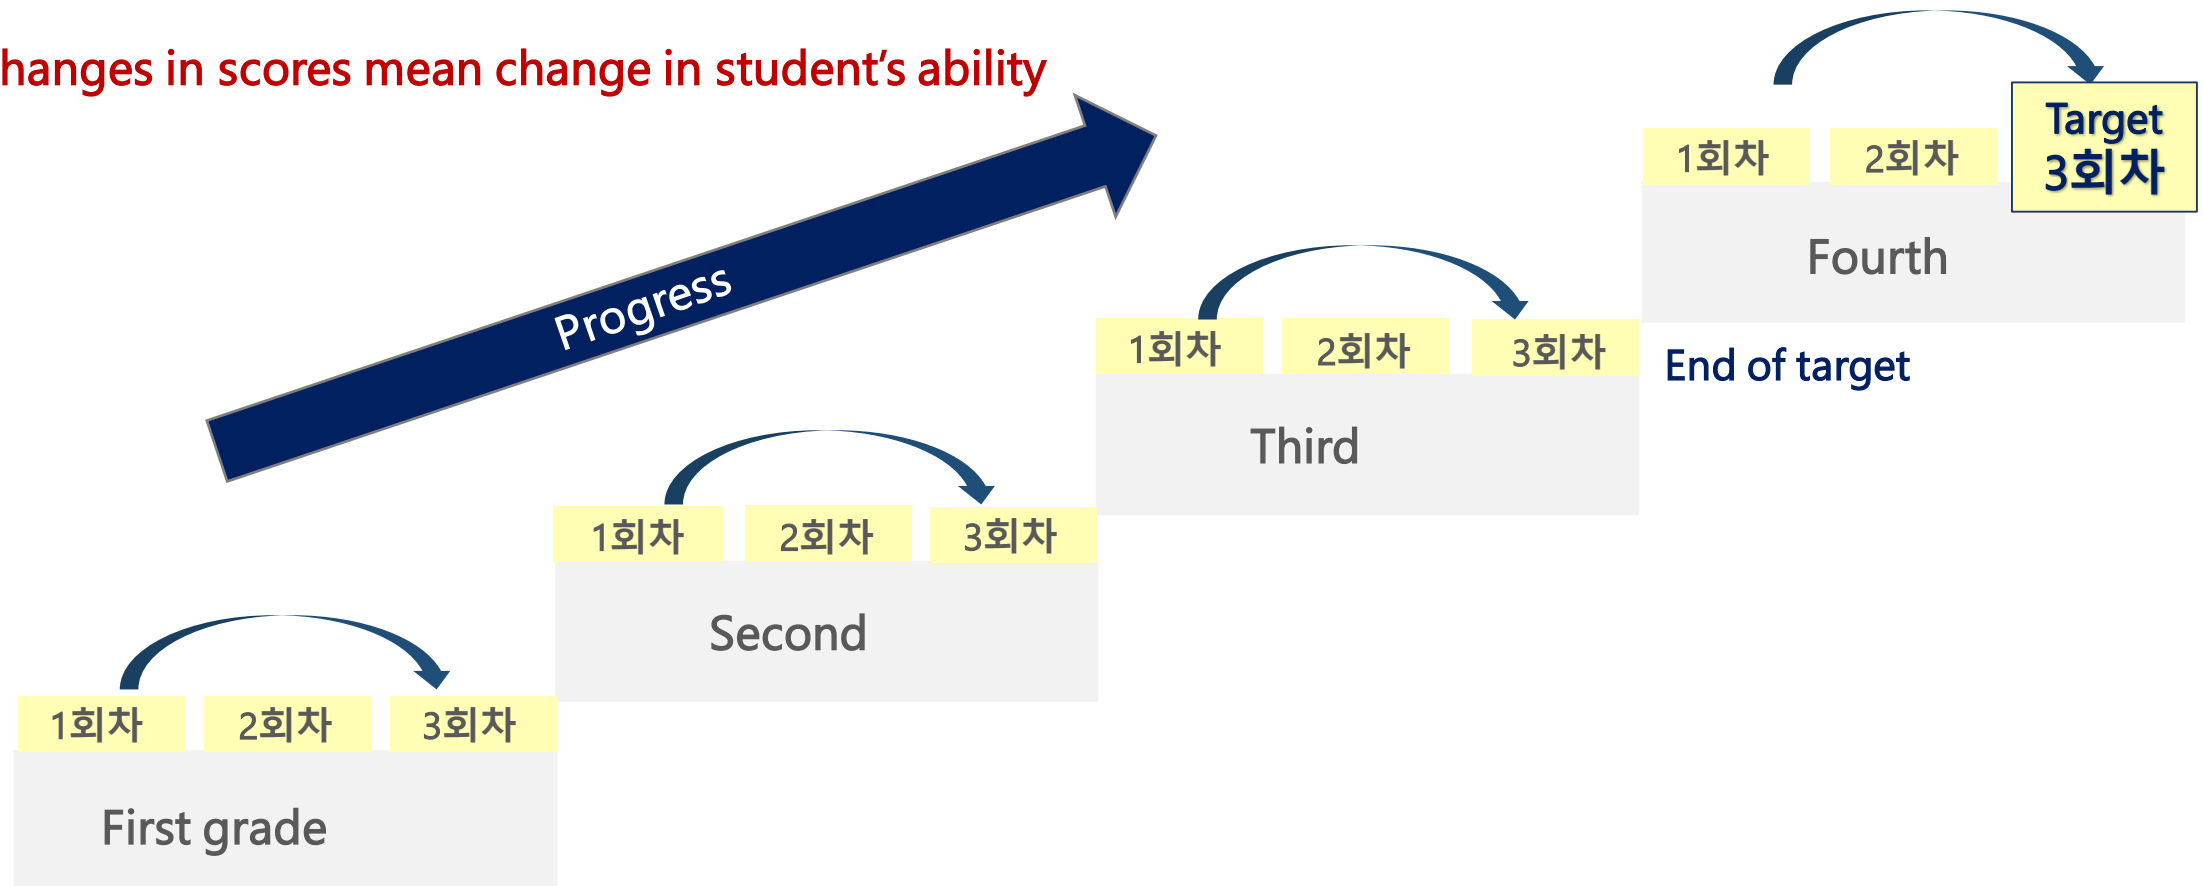 hanges in scores mean change in student’s ability
Progress
Target
1회차 2회차 3회차
Fourth
End of target
1회차 2회차 3회차
Third
1회차 2회차 3회차
Second
1회차 2회차 3회차
First grade